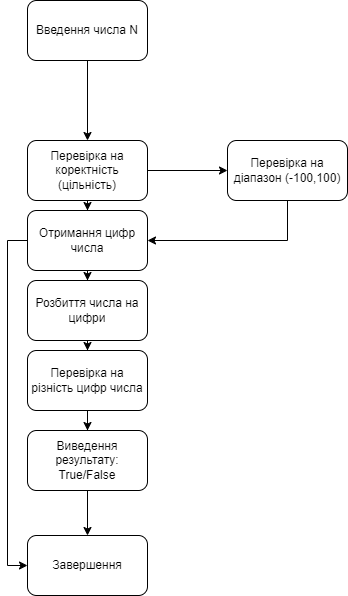 Введення числа N
Перевірка на
коректність
(цільність)
Перевірка на
діапазон (-100,100)
Отримання цифр
числа
Розбиття числа на
цифри
Перевірка на
різність цифр числа
Виведення
результату:
True/False
Завершення